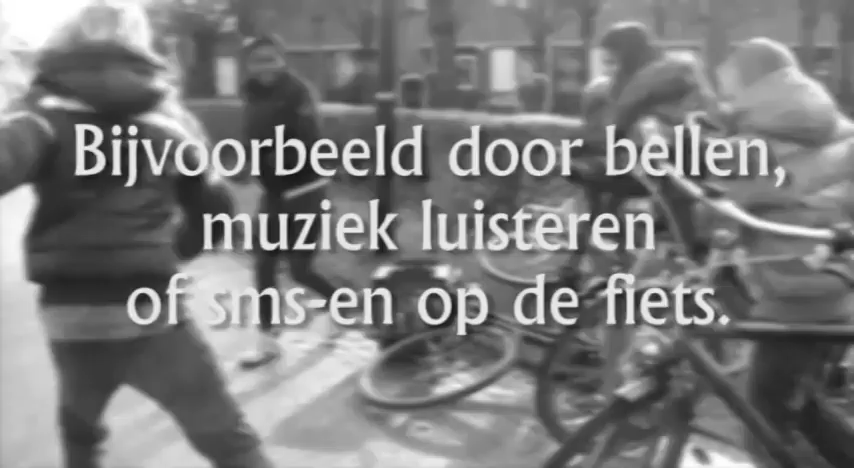 Bijvoorbeeld door bellen,
muziek luisteren
of sms-en op de fiets.